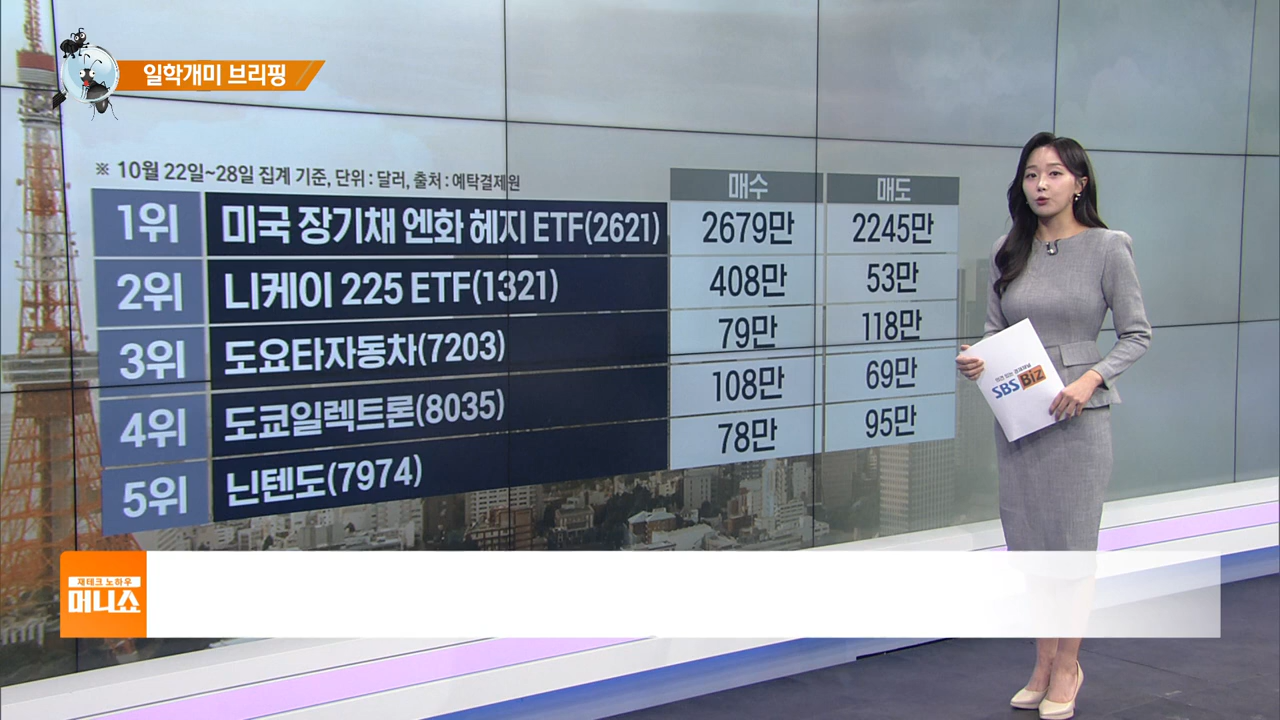 일학개미 브리핑
※ 10월 22일~28일 집계 기준, 단위 : 달러, 출처 : 예탁결제원
매수 매도
1위 미국 장기채 엔화 헤지 ETF(2621) 2679만 2245만
2위 니케이 225 ETF(1321) 408만 53만
3위 도요타자동차(7203) 79만 118만
4위 도쿄일렉트론(8035) 108만 69만
5위 닌텐도(7974) 78만 95만
SBS Biz
재테크 노하우
머니쇼